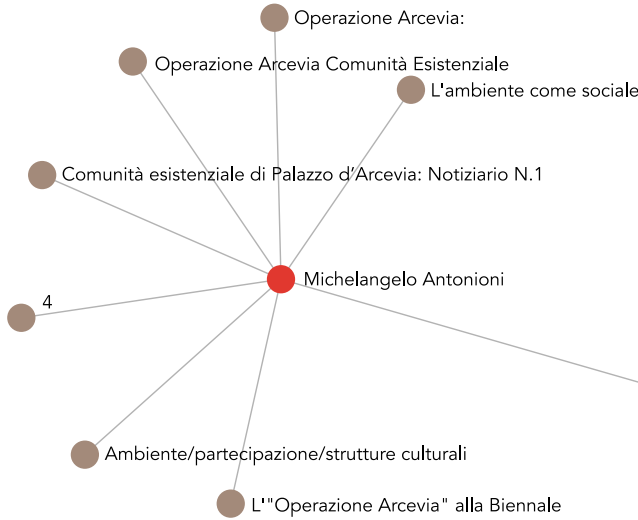 Operazione Arcevia:
Operazione Arcevia Comunità Esistenziale
L'ambiente come sociale
Comunità esistenziale di Palazzo d'Arcevia: Notiziario N.1
Michelangelo Antonioni
4
Ambiente/partecipazione/strutture culturali
L'"Operazione Arcevia" alla Biennale